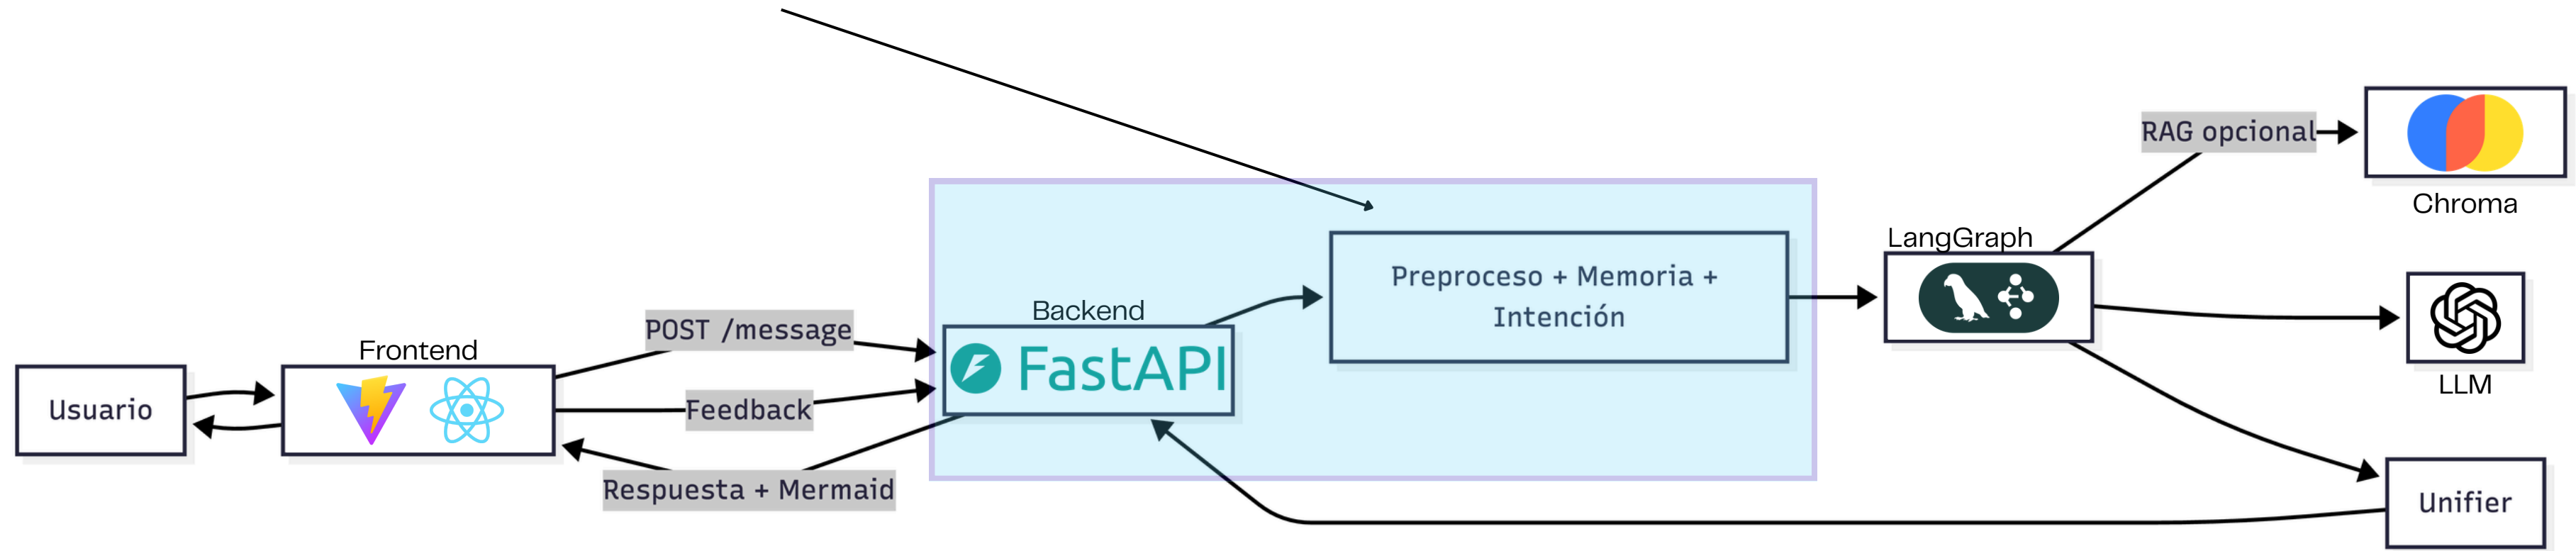 Usuario
Frontend
POST /message
Feedback
Respuesta + Mermaid
Backend
FastAPI
Preproceso + Memoria +
Intención
LangGraph
RAG opcional
Chroma
LLM
Unifier